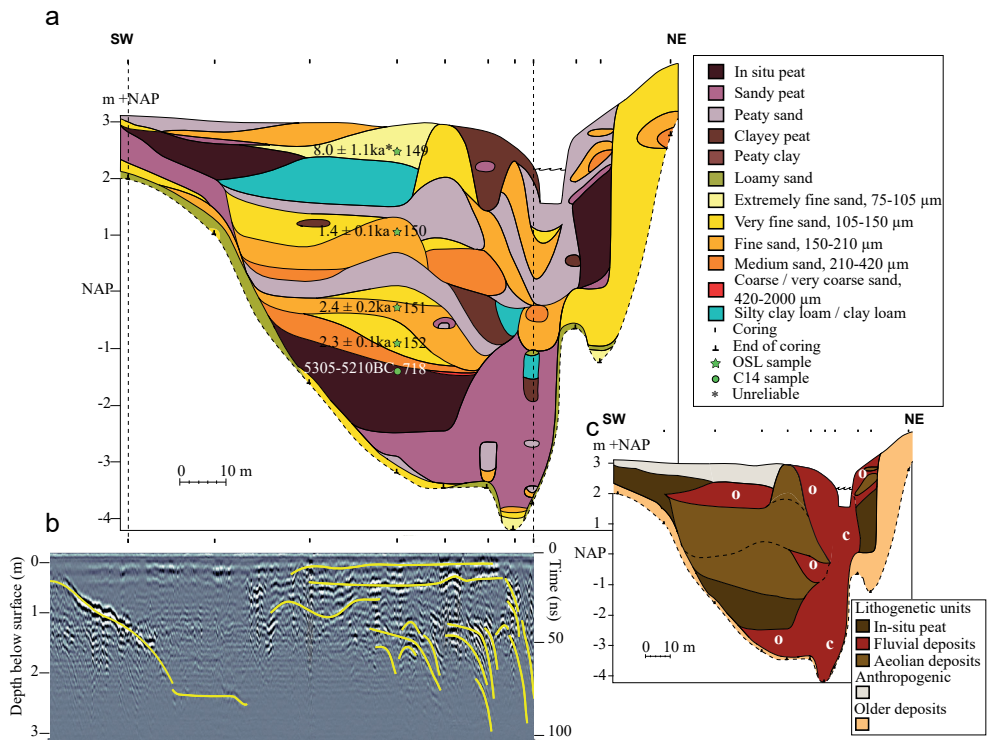 a
SW
NE
m +NAP
3
2
1
NAP
-1
-2
-3
-4
8.0 ± 1.1ka* 149
1.4 ± 0.1ka 150
2.4 ± 0.2ka 151
2.3 ± 0.1ka 152
5305-5210BC 718
0 10 m
In situ peat
Sandy peat
Peaty sand
Clayey peat
Peaty clay
Loamy sand
Extremely fine sand, 75-105 µm
Very fine sand, 105-150 µm
Fine sand, 150-210 µm
Medium sand, 210-420 µm
Coarse / very coarse sand,
420-2000 µm
Silty clay loam / clay loam
Coring
End of coring
OSL sample
C14 sample
* Unreliable
b
0
1
2
3
Depth below surface (m)
0
50
100
Time (ns)
c
SW
NE
m +NAP
3
2
1
NAP
-1
-2
-3
-4
o
o
o
c
o
o
c
0 10 m
Lithogenetic units
In-situ peat
Fluvial deposits
Aeolian deposits
Anthropogenic
Older deposits